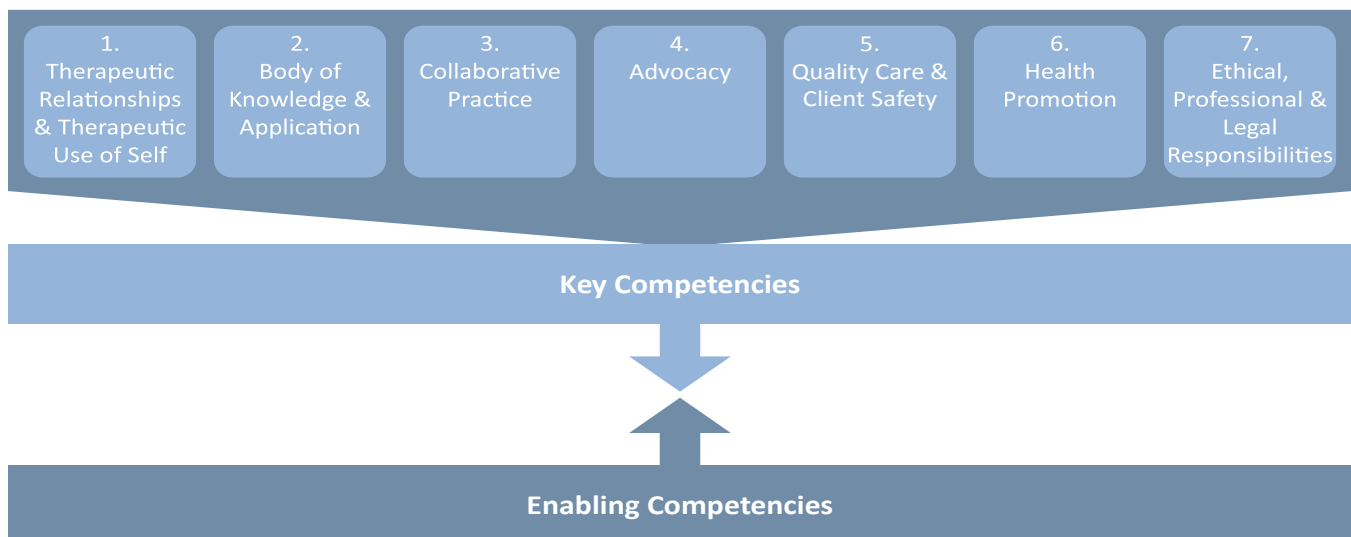 1.
Therapeutic
Relationships
& Therapeutic
Use of Self
2.
Body of
Knowledge &
Application
3.
Collaborative
Practice
4.
Advocacy
5.
Quality Care &
Client Safety
6.
Health
Promotion
7.
Ethical,
Professional &
Legal
Responsibilities
Key Competencies
Enabling Competencies